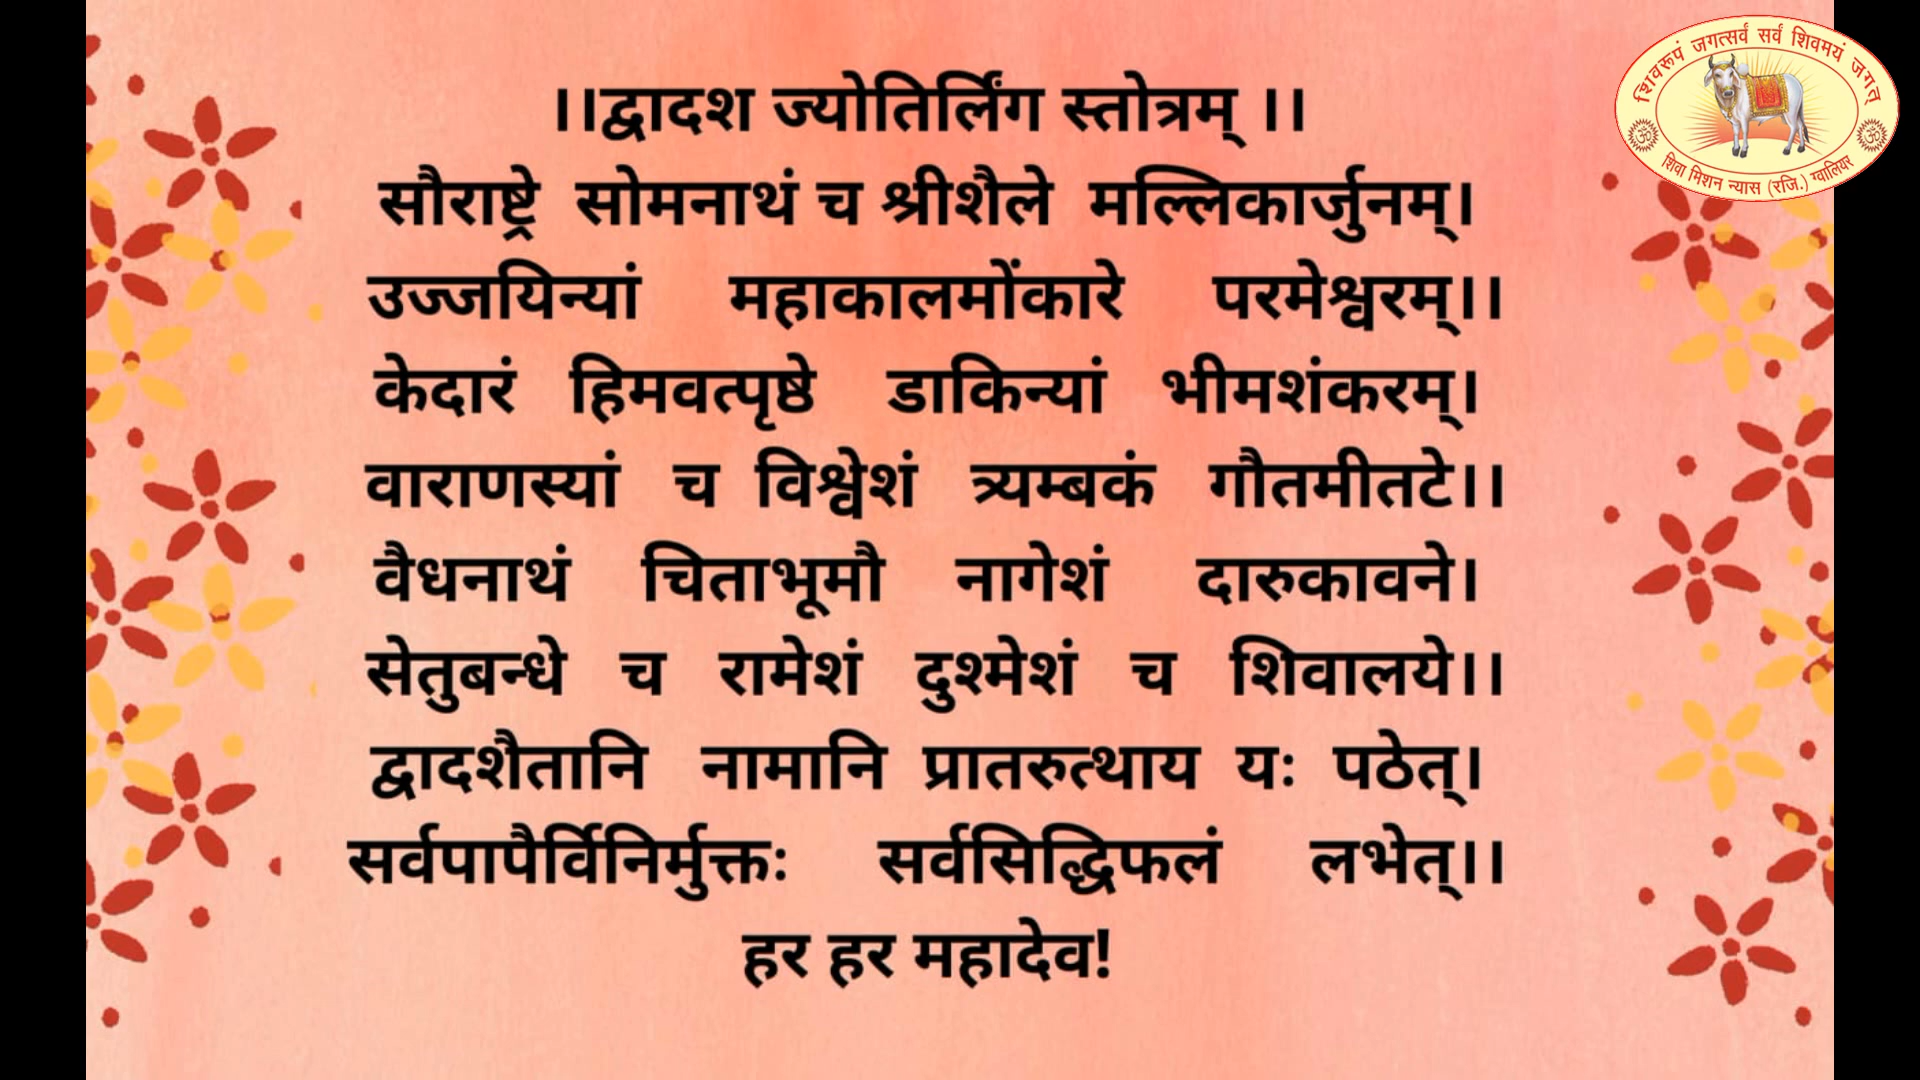 ।।द्वादश ज्योतिर्लिंग स्तोत्रम् ।।
सौराष्ट्रे सोमनाथं च श्रीशैले मल्लिकार्जुनम्।
उज्जयिन्यां महाकालमोंकारे परमेश्वरम्।।
केदारं हिमवत्पृष्ठे डाकिन्यां भीमशंकरम्।
वाराणस्यां च विश्वेशं त्र्यम्बकं गौतमीतटे।।
वैधनाथं चिताभूमौ नागेशं दारुकावने।
सेतुबन्धे च रामेशं दुश्मेशं च शिवालये।।
द्वादशैतानि नामानि प्रातरुत्थाय यः पठेत्।
सर्वपापैर्विनिर्मुक्तः सर्वसिद्धिफलं लभेत्।।
हर हर महादेव!
शिवरूपं जगत्सर्वं सर्वं शिवमयं जगत्
ॐ ॐ
शिवा मिशन न्यास (रजि.) ग्वालियर